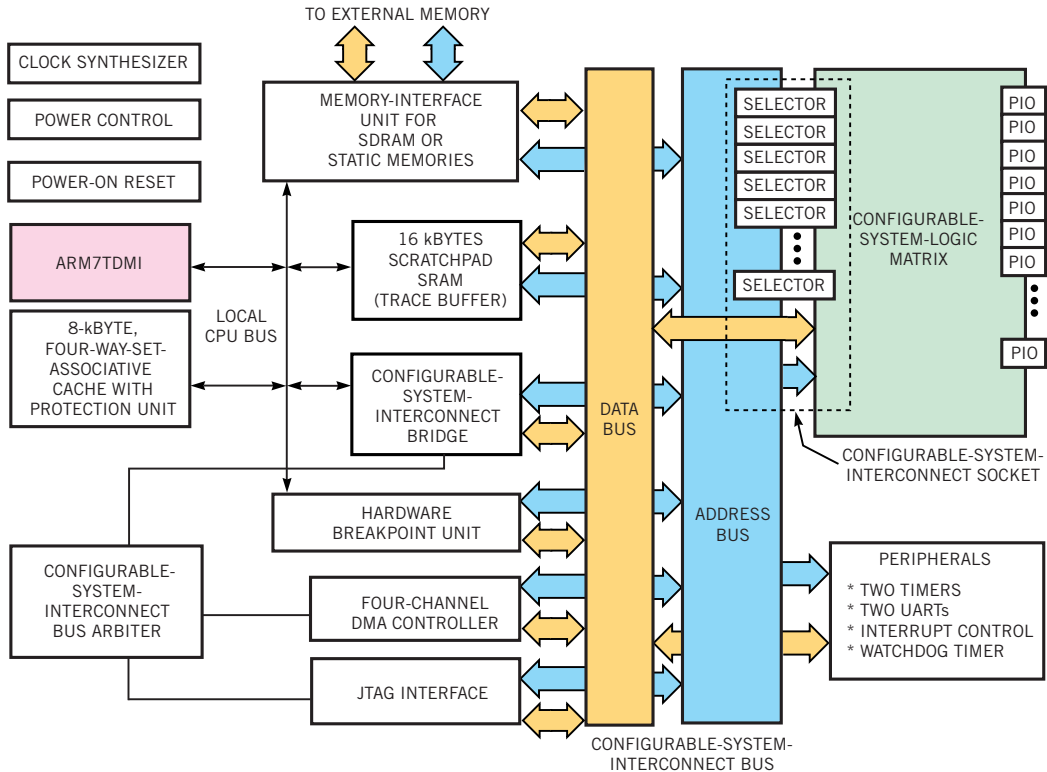 TO EXTERNAL MEMORY
CLOCK SYNTHESIZER
POWER CONTROL
POWER-ON RESET
ARM7TDMI
8-kBYTE,
FOUR-WAY-SET-
ASSOCIATIVE
CACHE WITH
PROTECTION UNIT
LOCAL
CPU BUS
MEMORY-INTERFACE
UNIT FOR
SDRAM OR
STATIC MEMORIES
16 kBYTES
SCRATCHPAD
SRAM
(TRACE BUFFER)
CONFIGURABLE-
SYSTEM-
INTERCONNECT
BRIDGE
HARDWARE
BREAKPOINT UNIT
CONFIGURABLE-
SYSTEM-
INTERCONNECT
BUS ARBITER
FOUR-CHANNEL
DMA CONTROLLER
JTAG INTERFACE
DATA
BUS
ADDRESS
BUS
CONFIGURABLE-SYSTEM-
INTERCONNECT BUS
SELECTOR
SELECTOR
SELECTOR
SELECTOR
SELECTOR
SELECTOR
CONFIGURABLE-
SYSTEM-LOGIC
MATRIX
PIO
PIO
PIO
PIO
PIO
PIO
PIO
PIO
CONFIGURABLE-SYSTEM-
INTERCONNECT SOCKET
PERIPHERALS
* TWO TIMERS
* TWO UARTs
* INTERRUPT CONTROL
* WATCHDOG TIMER